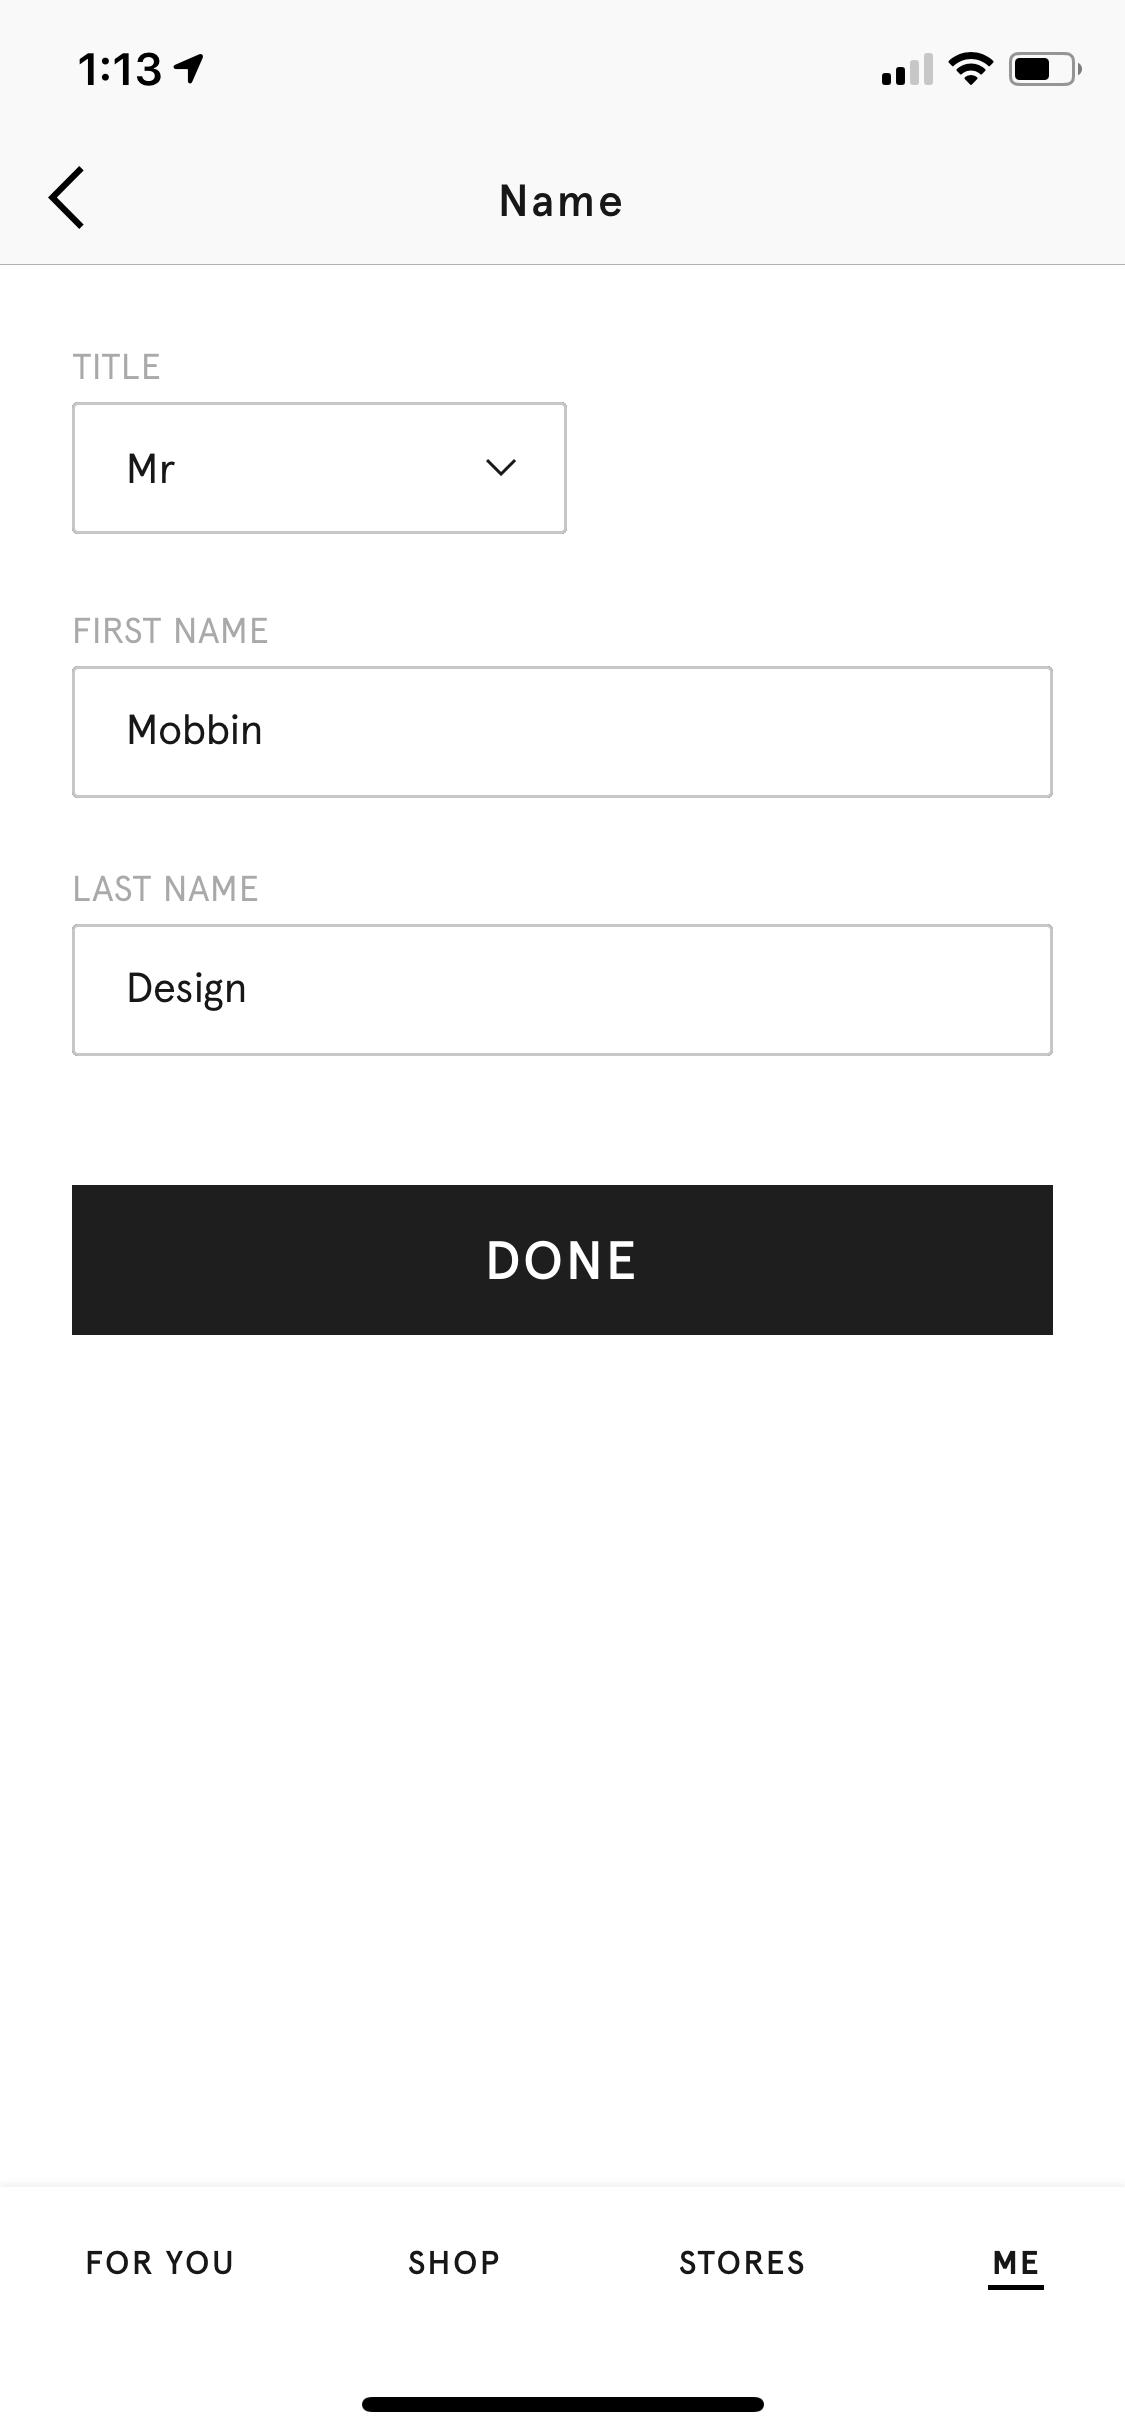 1:13
Name
TITLE
Mr
FIRST NAME
Mobbin
LAST NAME
Design
DONE
FOR YOU SHOP STORES ME